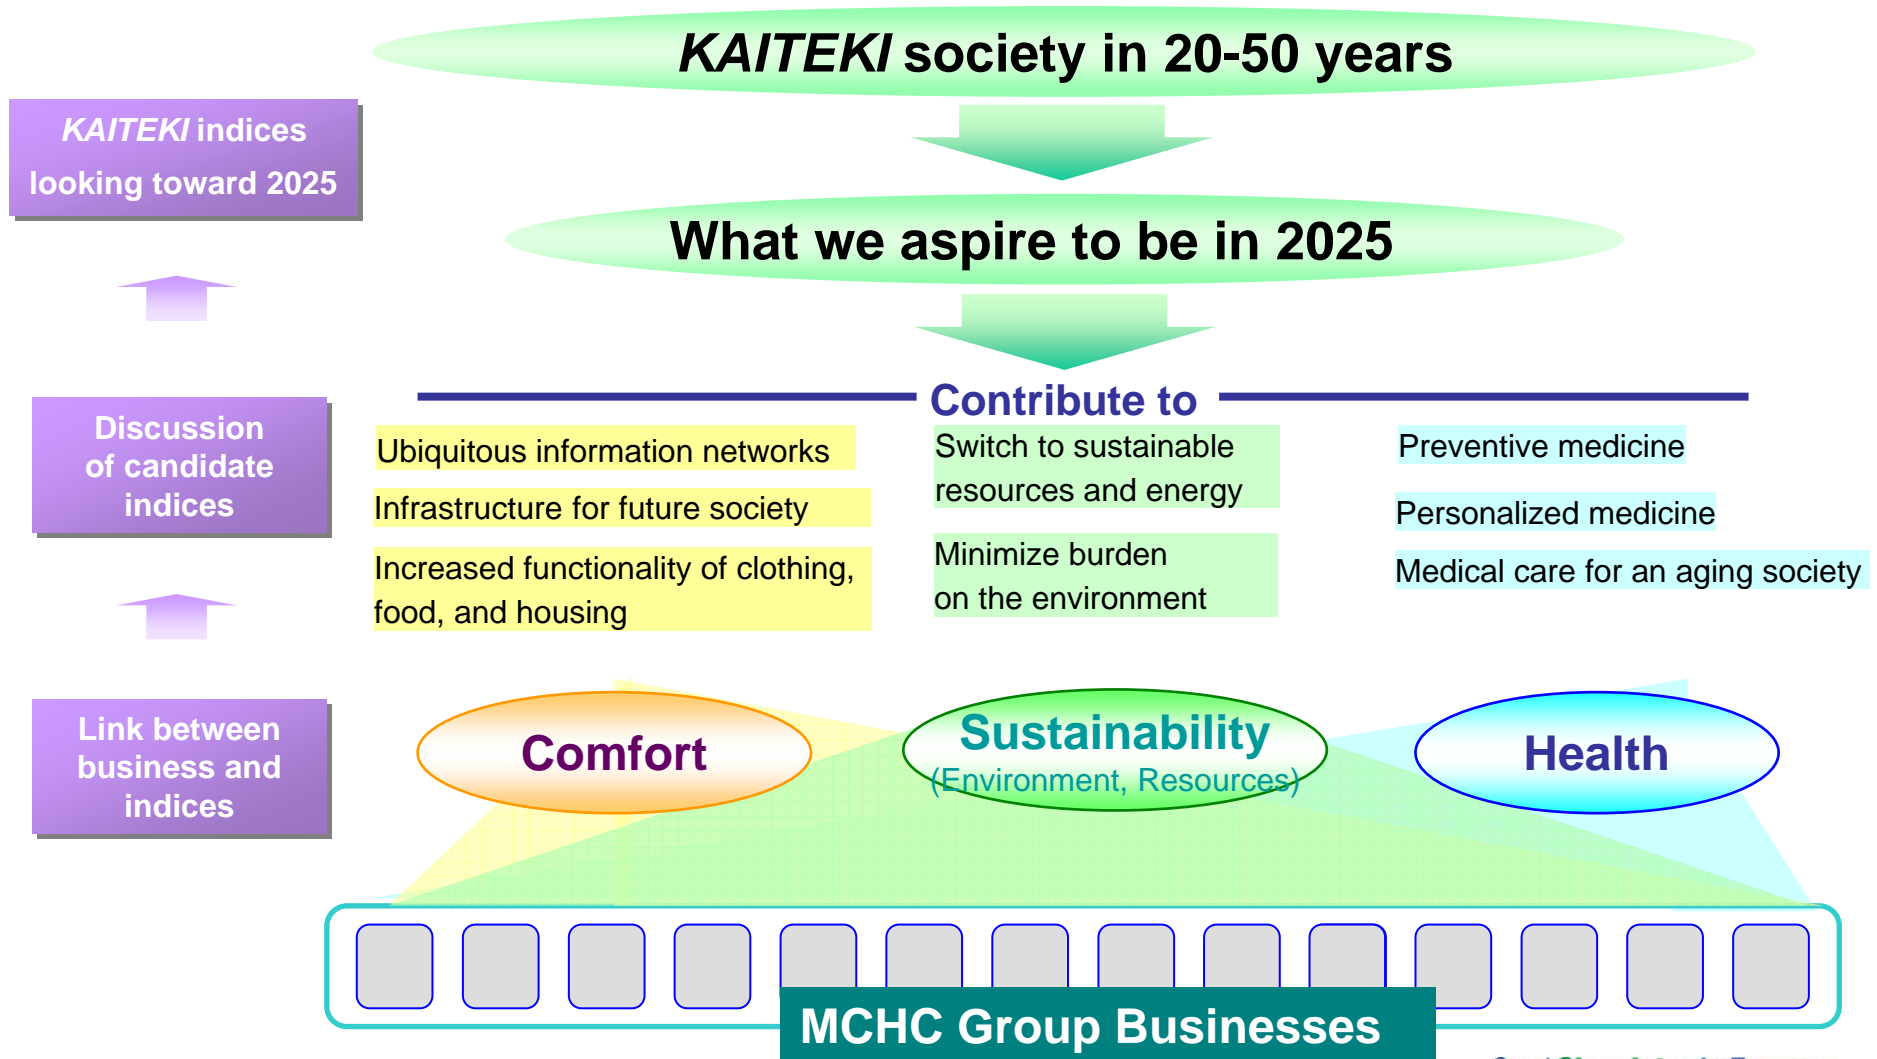 KAITEKI society in 20-50 years
KAITEKI indices
looking toward 2025
What we aspire to be in 2025
Contribute to
Discussion
of candidate
indices
Ubiquitous information networks
Infrastructure for future society
Increased functionality of clothing,
food, and housing
Switch to sustainable
resources and energy
Minimize burden
on the environment
Preventive medicine
Personalized medicine
Medical care for an aging society
Link between
business and
indices
Comfort
Sustainability
(Environment, Resources)
Health
MCHC Group Businesses